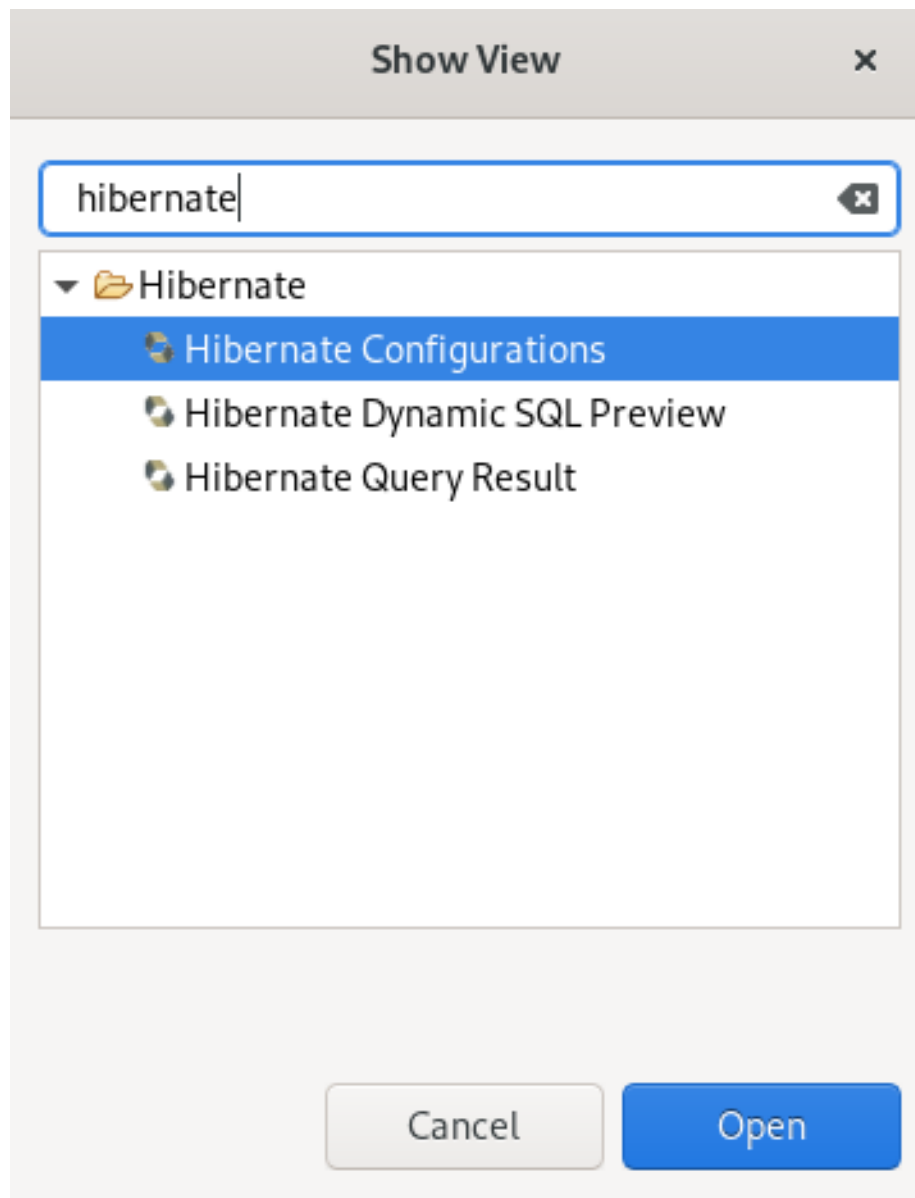 Show View
hibernate
Hibernate
Hibernate Configurations
Hibernate Dynamic SQL Preview
Hibernate Query Result
Cancel
Open